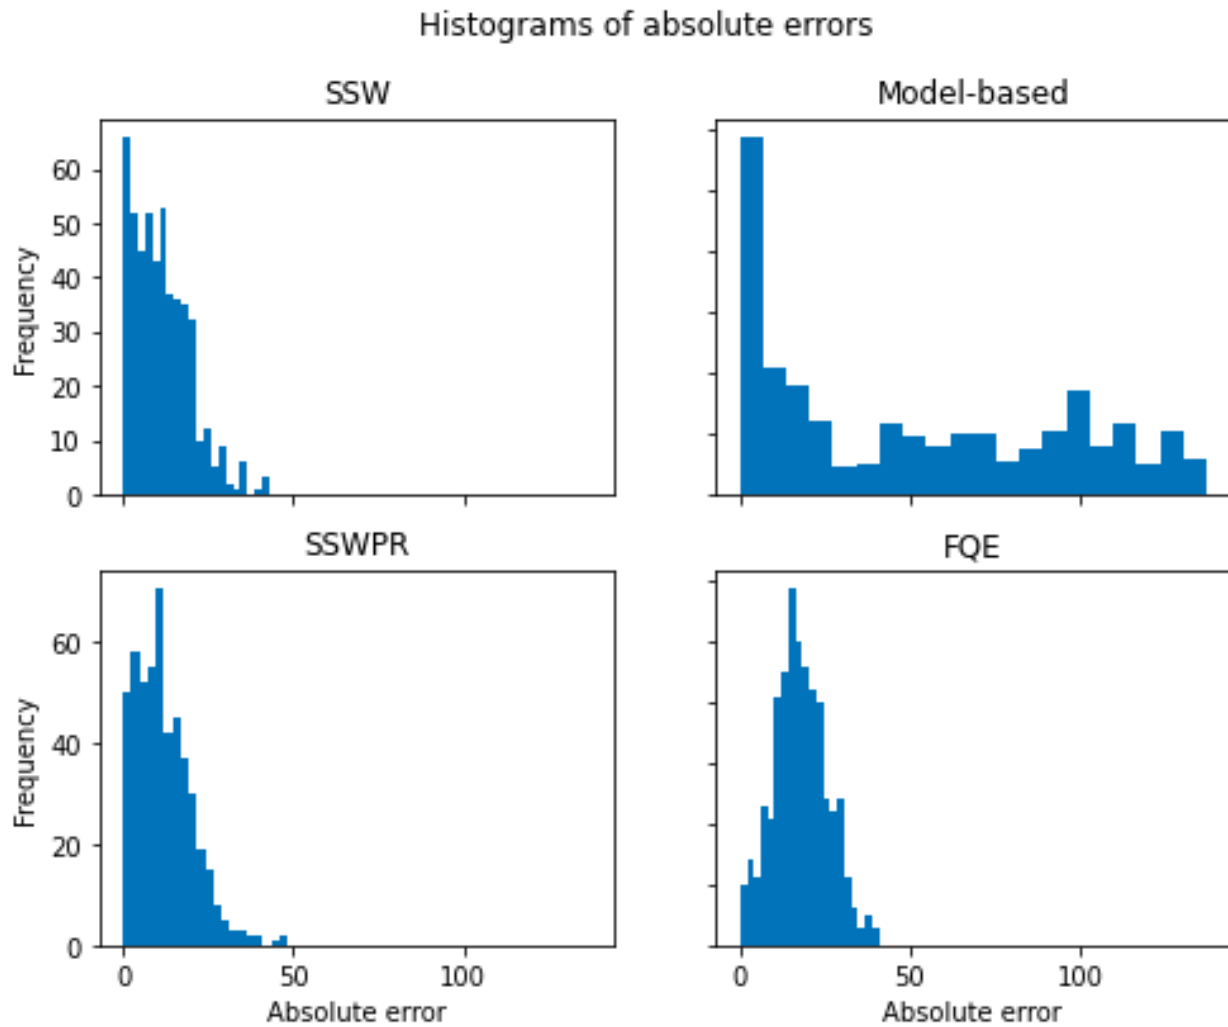 Histograms of absolute errors
SSW
Model-based
60
50
40
30
20
10
0
Frequency
SSWPR
FQE
60
40
20
0
Frequency
0 50 100
0 50 100
Absolute error
Absolute error